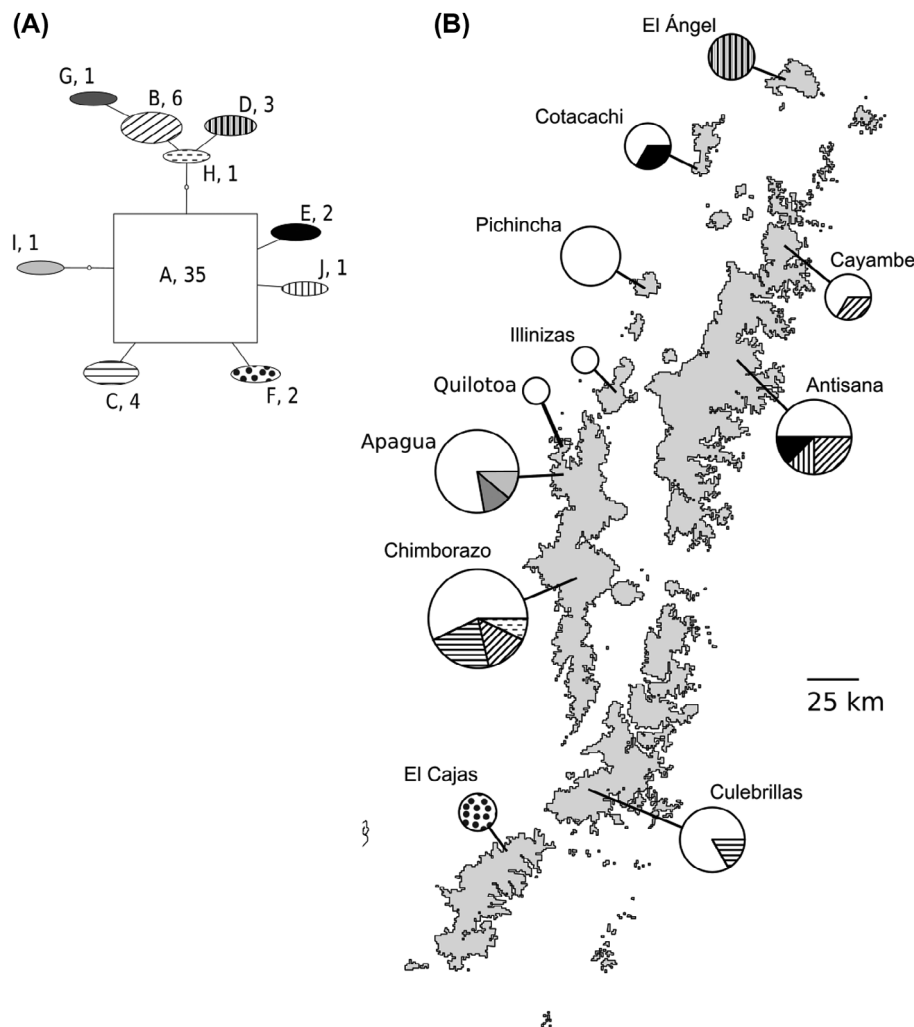 (A)
(B)
G, 1
B, 6
D, 3
H, 1
E, 2
I, 1
A, 35
J, 1
C, 4
F, 2
El Ángel
Cotacachi
Pichincha
Cayambe
Illinizas
Quilotoa
Antisana
Apagua
Chimborazo
25 km
El Cajas
Culebrillas